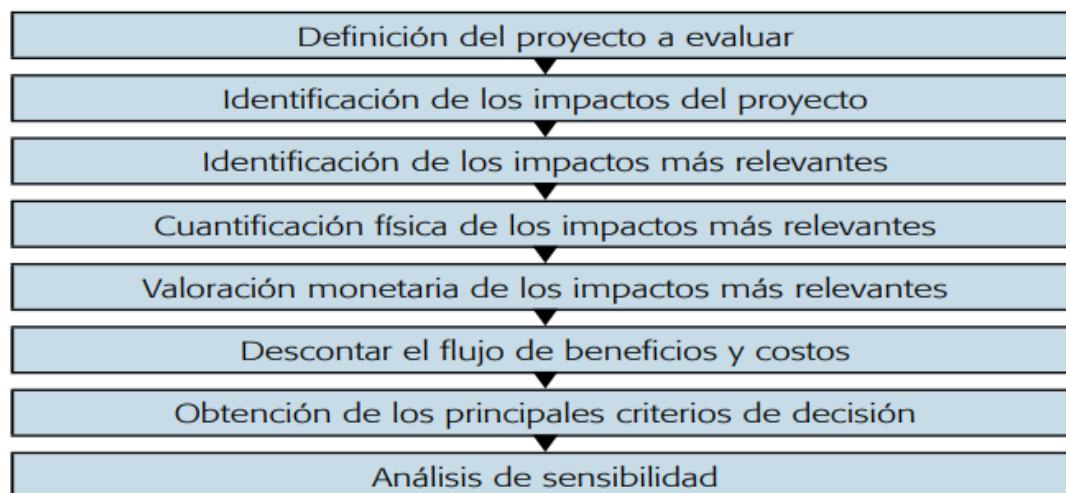 Definición del proyecto a evaluar
Identificación de los impactos del proyecto
Identificación de los impactos más relevantes
Cuantificación física de los impactos más relevantes
Valoración monetaria de los impactos más relevantes
Descontar el flujo de beneficios y costos
Obtención de los principales criterios de decisión
Análisis de sensibilidad